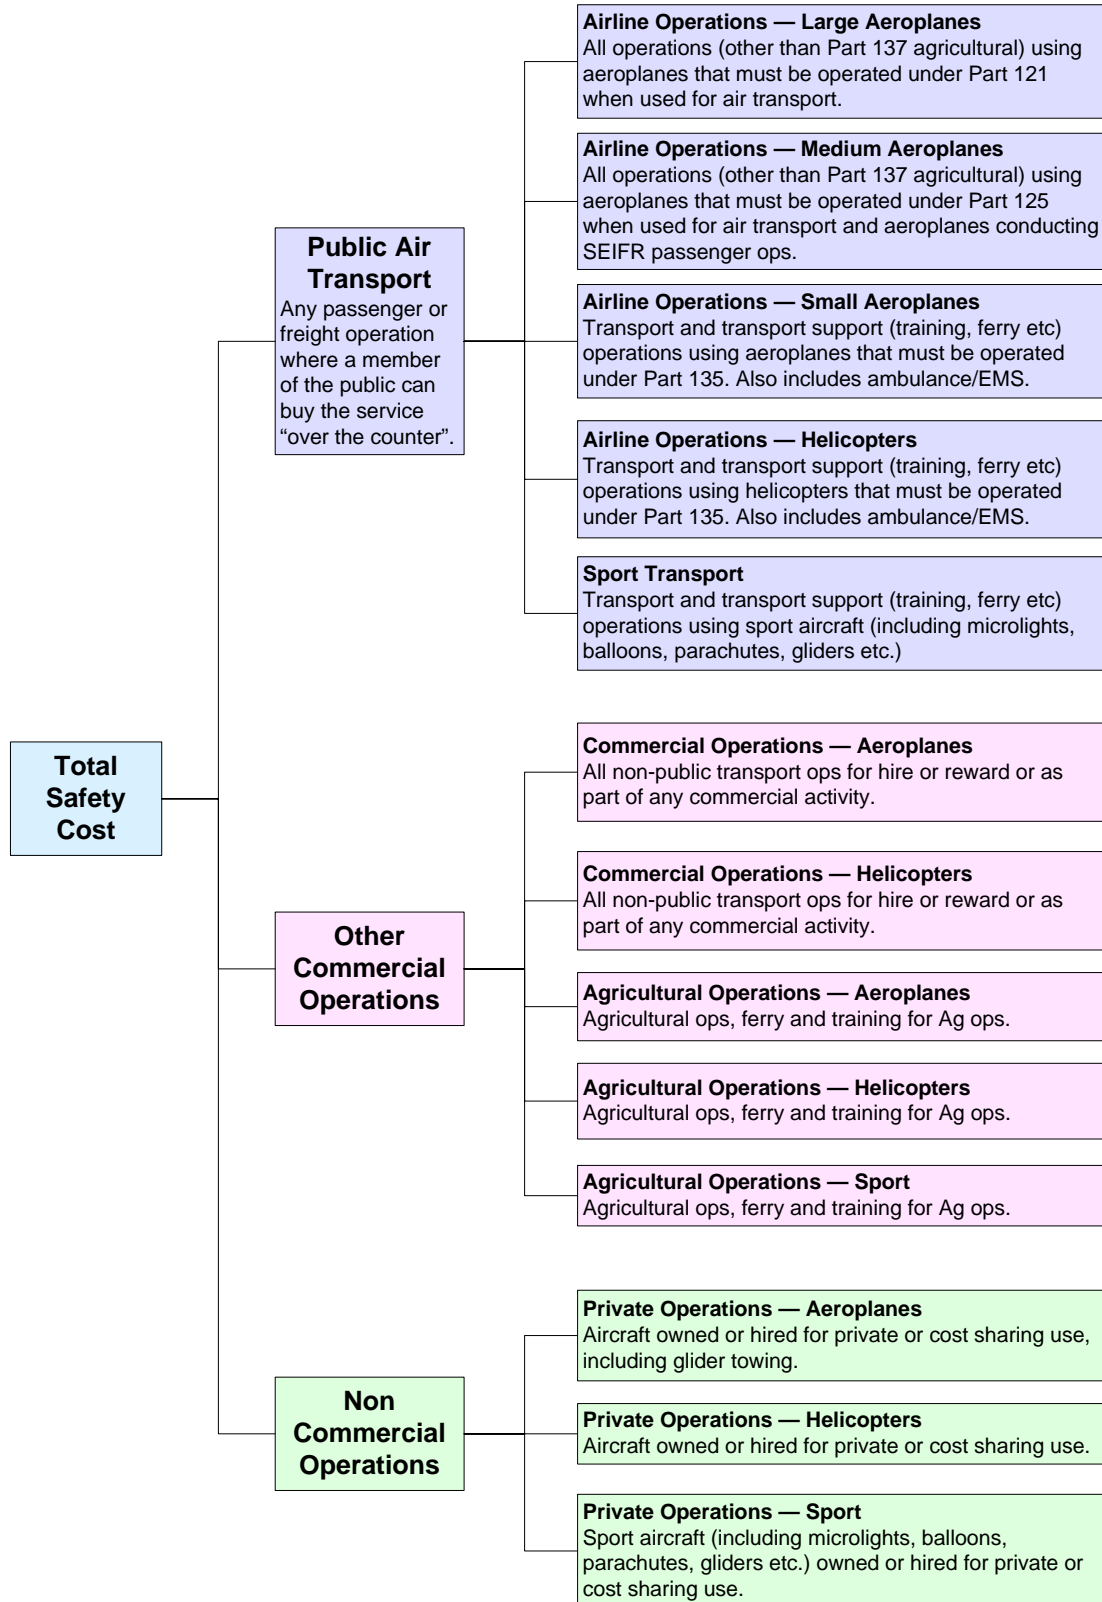 Total
Safety
Cost
Public Air
Transport
Any passenger or
freight operation
where a member
of the public can
buy the service
“over the counter”.
Airline Operations — Large Aeroplanes
All operations (other than Part 137 agricultural) using
aeroplanes that must be operated under Part 121
when used for air transport.
Airline Operations — Medium Aeroplanes
All operations (other than Part 137 agricultural) using
aeroplanes that must be operated under Part 125
when used for air transport and aeroplanes conducting
SEIFR passenger ops.
Airline Operations — Small Aeroplanes
Transport and transport support (training, ferry etc)
operations using aeroplanes that must be operated
under Part 135. Also includes ambulance/EMS.
Airline Operations — Helicopters
Transport and transport support (training, ferry etc)
operations using helicopters that must be operated
under Part 135. Also includes ambulance/EMS.
Sport Transport
Transport and transport support (training, ferry etc)
operations using sport aircraft (including microlights,
balloons, parachutes, gliders etc.)
Other
Commercial
Operations
Commercial Operations — Aeroplanes
All non-public transport ops for hire or reward or as
part of any commercial activity.
Commercial Operations — Helicopters
All non-public transport ops for hire or reward or as
part of any commercial activity.
Agricultural Operations — Aeroplanes
Agricultural ops, ferry and training for Ag ops.
Agricultural Operations — Helicopters
Agricultural ops, ferry and training for Ag ops.
Agricultural Operations — Sport
Agricultural ops, ferry and training for Ag ops.
Non
Commercial
Operations
Private Operations — Aeroplanes
Aircraft owned or hired for private or cost sharing use,
including glider towing.
Private Operations — Helicopters
Aircraft owned or hired for private or cost sharing use.
Private Operations — Sport
Sport aircraft (including microlights, balloons,
parachutes, gliders etc.) owned or hired for private or
cost sharing use.